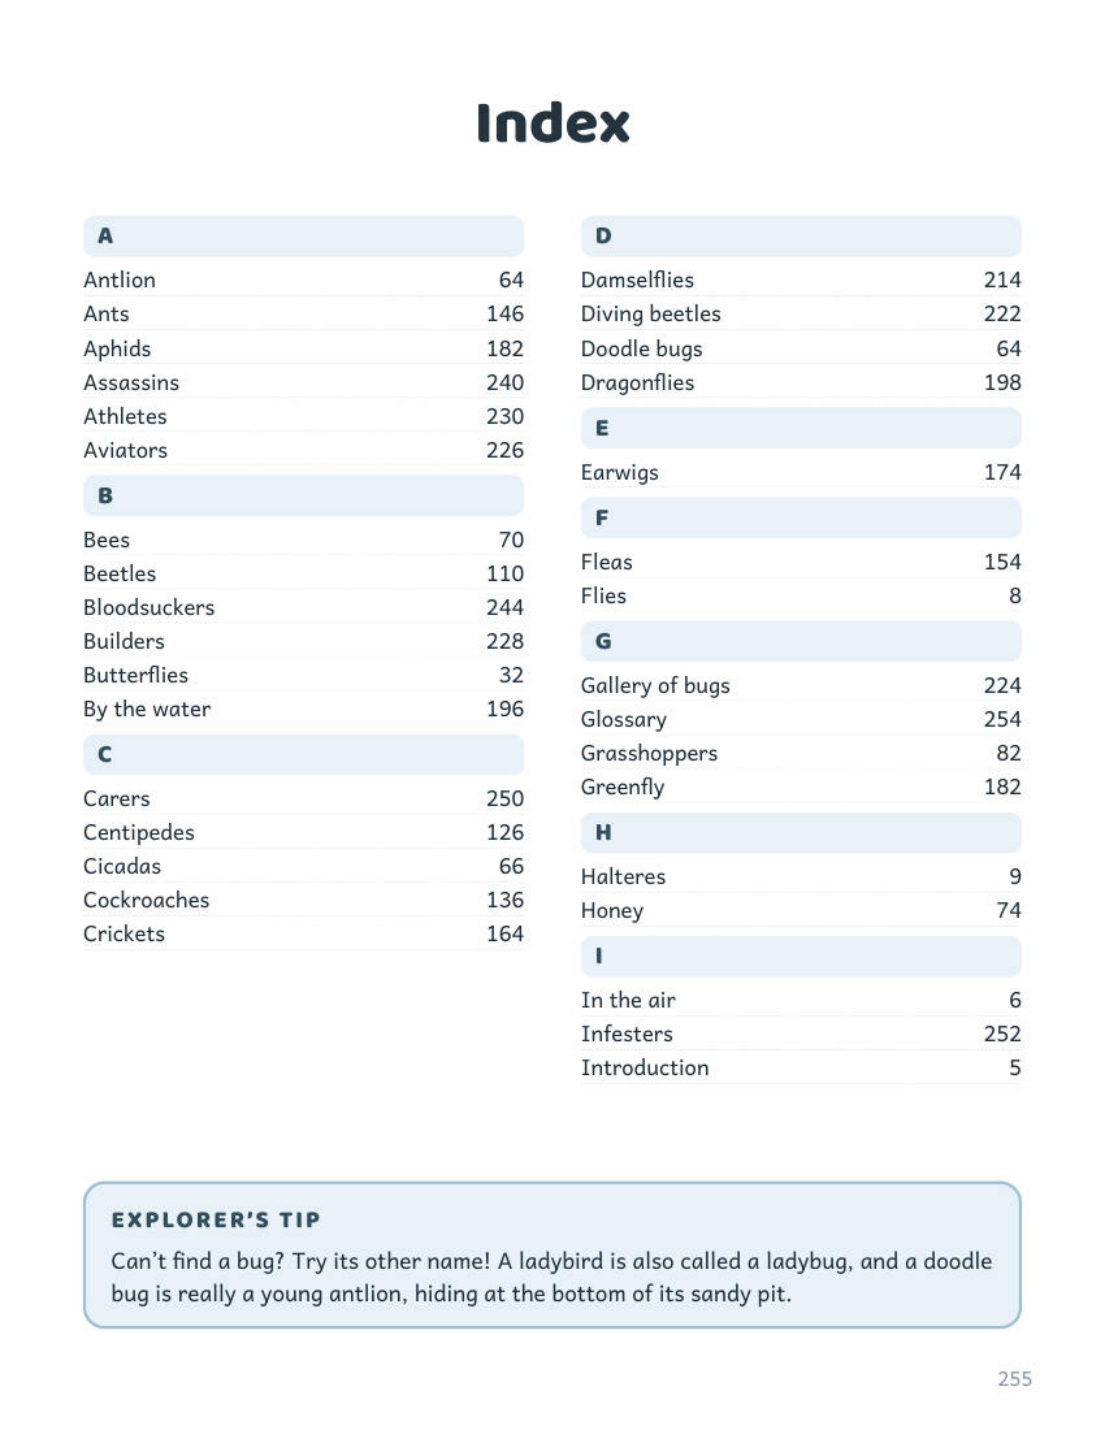 Index
A
Antlion 64
Ants 146
Aphids 182
Assassins 240
Athletes 230
Aviators 226
B
Bees 70
Beetles 110
Bloodsuckers 244
Builders 228
Butterflies 32
By the water 196
C
Carers 250
Centipedes 126
Cicadas 66
Cockroaches 136
Crickets 164
D
Damselflies 214
Diving beetles 222
Doodle bugs 64
Dragonflies 198
E
Earwigs 174
F
Fleas 154
Flies 8
G
Gallery of bugs 224
Glossary 254
Grasshoppers 82
Greenfly 182
H
Halteres 9
Honey 74
I
In the air 6
Infesters 252
Introduction 5
EXPLORER’S TIP
Can’t find a bug? Try its other name! A ladybird is also called a ladybug, and a doodle
bug is really a young antlion, hiding at the bottom of its sandy pit.
255